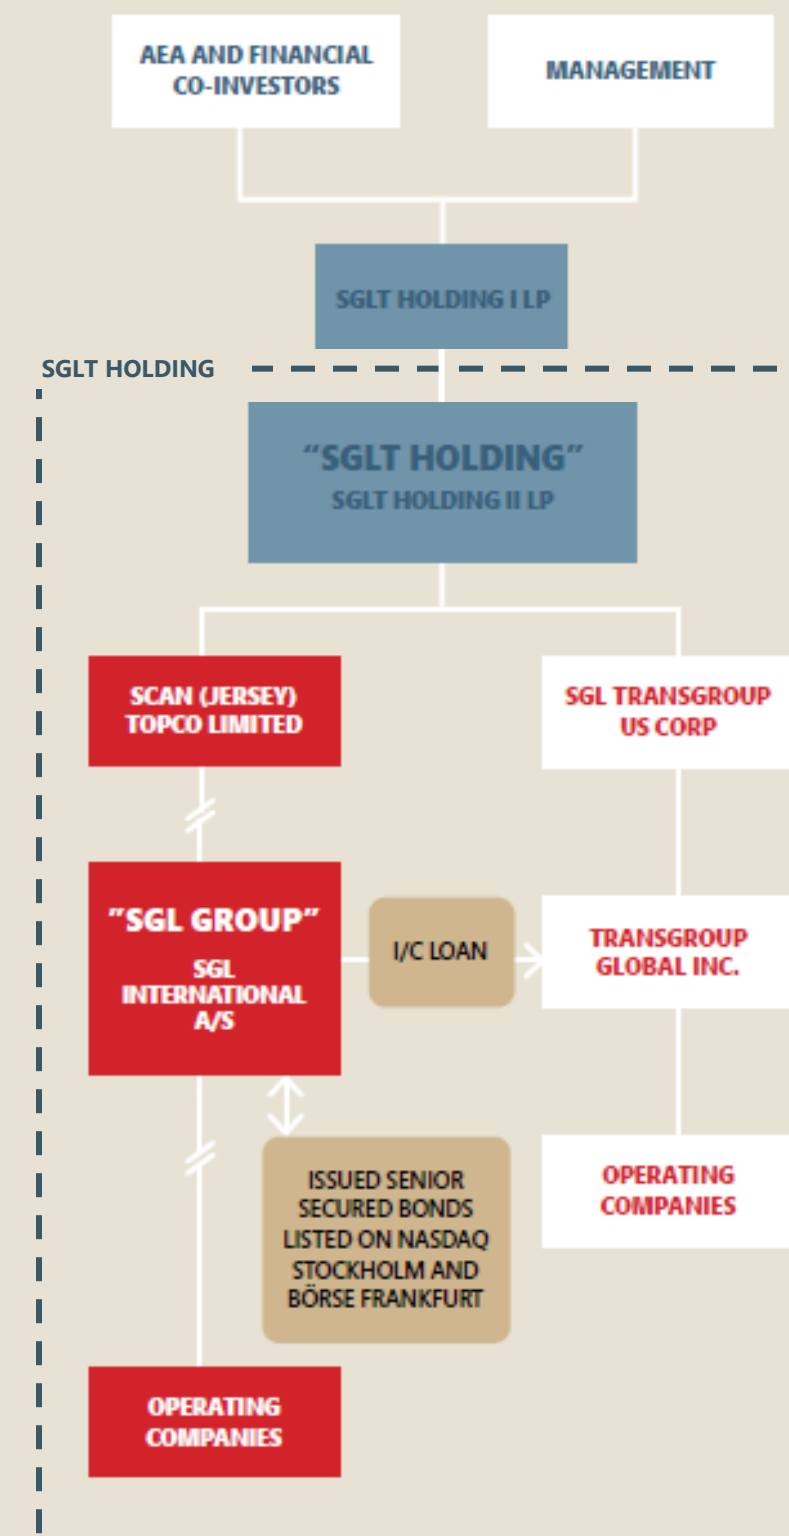 AEA AND FINANCIAL
CO-INVESTORS
MANAGEMENT
SGLT HOLDING I LP
SGLT HOLDING
“SGLT HOLDING”
SGLT HOLDING II LP
SCAN (JERSEY)
TOPCO LIMITED
SGL TRANSGROUP
US CORP
”SGL GROUP”
SGL
INTERNATIONAL
A/S
I/C LOAN
TRANSGROUP
GLOBAL INC.
ISSUED SENIOR
SECURED BONDS
LISTED ON NASDAQ
STOCKHOLM AND
BÖRSE FRANKFURT
OPERATING
COMPANIES
OPERATING
COMPANIES